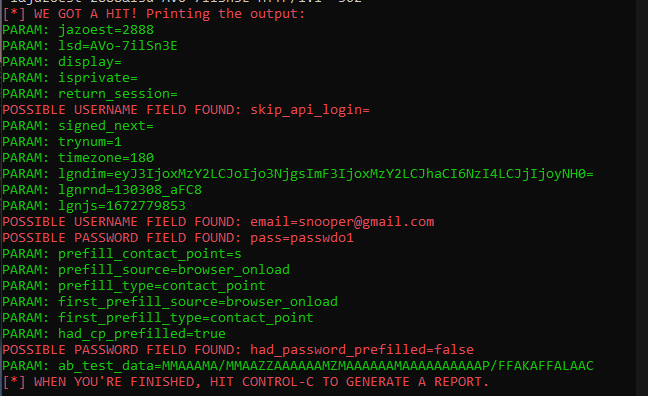 [*] WE GOT A HIT! Printing the output:
PARAM: jazoest=2888
PARAM: lsd=AVo-7ilSn3E
PARAM: display=
PARAM: isprivate=
PARAM: return_session=
POSSIBLE USERNAME FIELD FOUND: skip_api_login=
PARAM: signed_next=
PARAM: trynum=1
PARAM: timezone=180
PARAM: lgndim=eyJ3IjoxMzY2LCJoIjo3NjgsImF3IjoxMzY2LCJhaCI6NzI4LCJjIjoyNH0=
PARAM: lgnrnd=130308_aFC8
PARAM: lgnjs=1672779853
POSSIBLE USERNAME FIELD FOUND: email=snooper@gmail.com
POSSIBLE PASSWORD FIELD FOUND: pass=passwdo1
PARAM: prefill_contact_point=s
PARAM: prefill_source=browser_onload
PARAM: prefill_type=contact_point
PARAM: first_prefill_source=browser_onload
PARAM: first_prefill_type=contact_point
PARAM: had_cp_prefilled=true
POSSIBLE PASSWORD FIELD FOUND: had_password_prefilled=false
PARAM: ab_test_data=MMAAAMA/MMAAZZAAAAAAMZMAAAAAAMAAAAAAAAAAP/FFAKAFFALAAC
[*] WHEN YOU'RE FINISHED, HIT CONTROL-C TO GENERATE A REPORT.